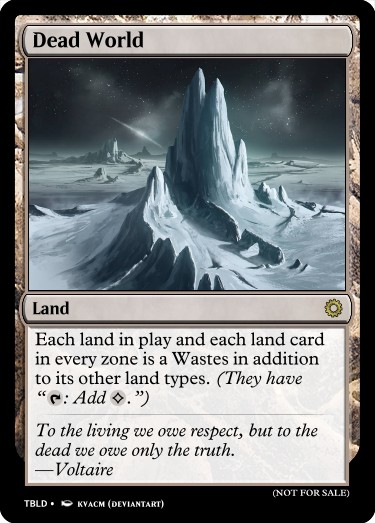 Dead World
Land
Each land in play and each land card
in every zone is a Wastes in addition
to its other land types. (They have
“: Add .”)
To the living we owe respect, but to the
dead we owe only the truth.
—Voltaire
(NOT FOR SALE)
TBLD • KVACM (DEVIANTART)